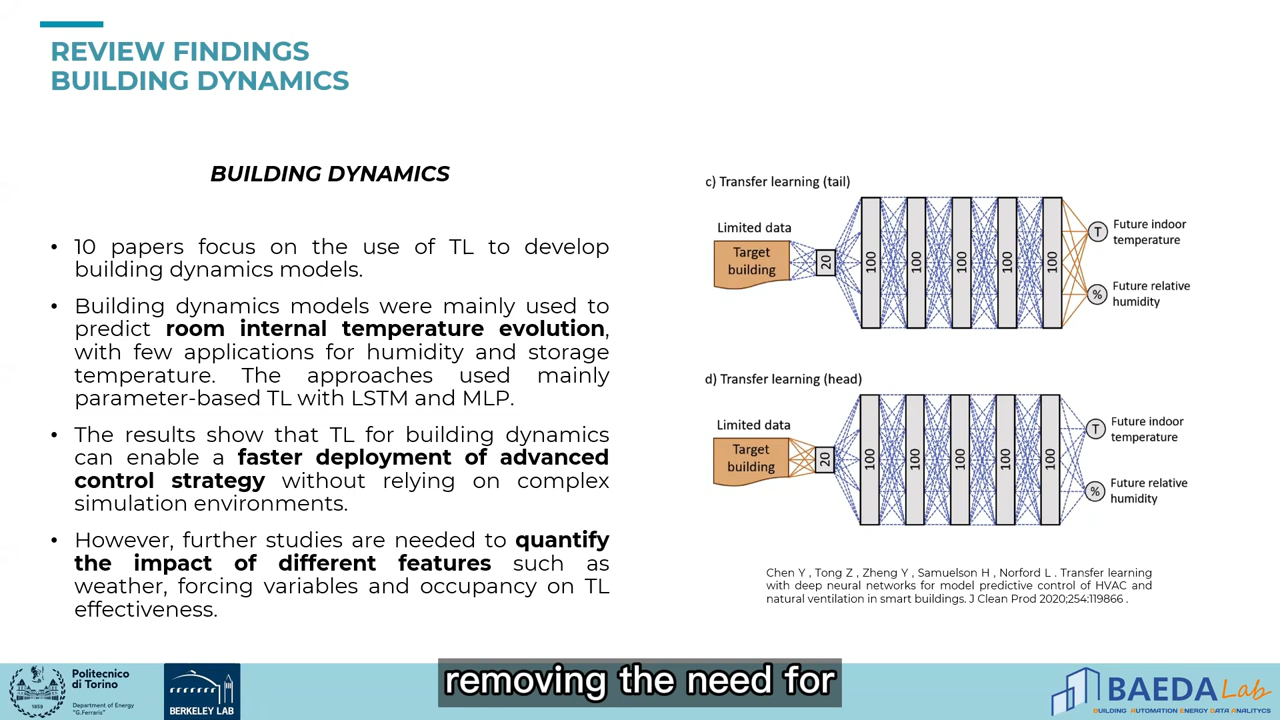 REVIEW FINDINGS
BUILDING DYNAMICS
BUILDING DYNAMICS
• 10 papers focus on the use of TL to develop
building dynamics models.
• Building dynamics models were mainly used to
predict room internal temperature evolution,
with few applications for humidity and storage
temperature. The approaches used mainly
parameter-based TL with LSTM and MLP.
• The results show that TL for building dynamics
can enable a faster deployment of advanced
control strategy without relying on complex
simulation environments.
• However, further studies are needed to quantify
the impact of different features such as
weather, forcing variables and occupancy on TL
effectiveness.
c) Transfer learning (tail)
Limited data
Target
building
20
100
100
100
100
100
T
Future indoor
temperature
%
Future relative
humidity
d) Transfer learning (head)
Limited data
Target
building
20
100
100
100
100
100
T
Future indoor
temperature
%
Future relative
humidity
Chen Y , Tong Z , Zheng Y , Samuelson H , Norford L . Transfer learning
with deep neural networks for model predictive control of HVAC and
natural ventilation in smart buildings. J Clean Prod 2020;254:119866 .
removing the need for
1859
Politecnico
di Torino
Department of Energy
"G.Ferraris"
BERKELEY LAB
BAEDA Lab
BUILDING AUTOMATION ENERGY DATA ANALITYCS